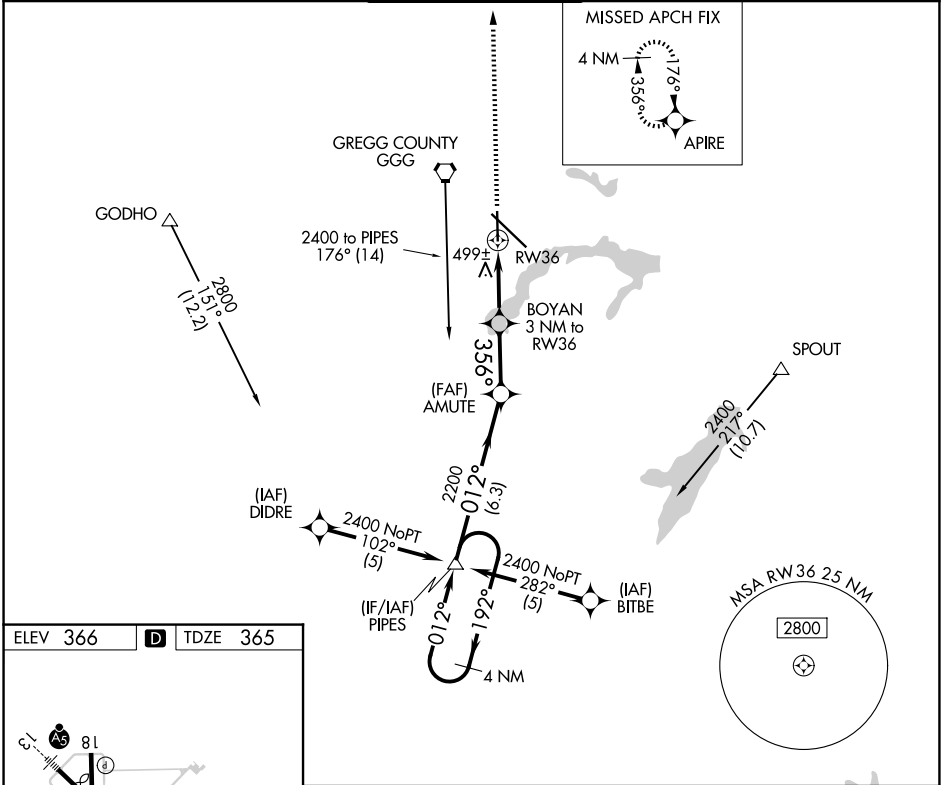 MISSED APCH FIX
4 NM
176°
356°
APIRE
GREGG COUNTY
GGG
GODHO
2400 to PIPES
176° (14)
499±
RW36
2800
151°
(12.2)
BOYAN
3 NM to
RW36
356°
SPOUT
(FAF)
AMUTE
2400
217°
(10.7)
2200
012°
(6.3)
(IAF)
DIDRE
2400 NoPT
102°
(5)
2400 NoPT
282°
(5)
(IAF)
BITBE
(IF/IAF)
PIPES
012°
192°
4 NM
MSA RW36 25 NM
2800
ELEV 366
D
TDZE 365
A5
13
18
P